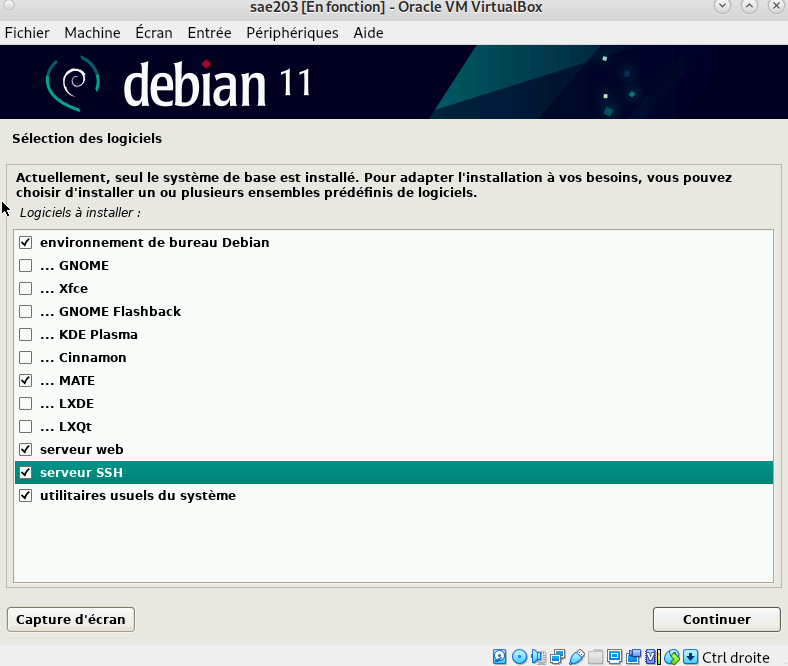 sae203 [En fonction] - Oracle VM VirtualBox
Fichier Machine Écran Entrée Périphériques Aide
debian 11
Sélection des logiciels
Actuellement, seul le système de base est installé. Pour adapter l'installation à vos besoins, vous pouvez
choisir d'installer un ou plusieurs ensembles prédéfinis de logiciels.
Logiciels à installer :
environnement de bureau Debian
... GNOME
... Xfce
... GNOME Flashback
... KDE Plasma
... Cinnamon
... MATE
... LXDE
... LXQt
serveur web
serveur SSH
utilitaires usuels du système
Capture d'écran Continuer
Ctrl droite